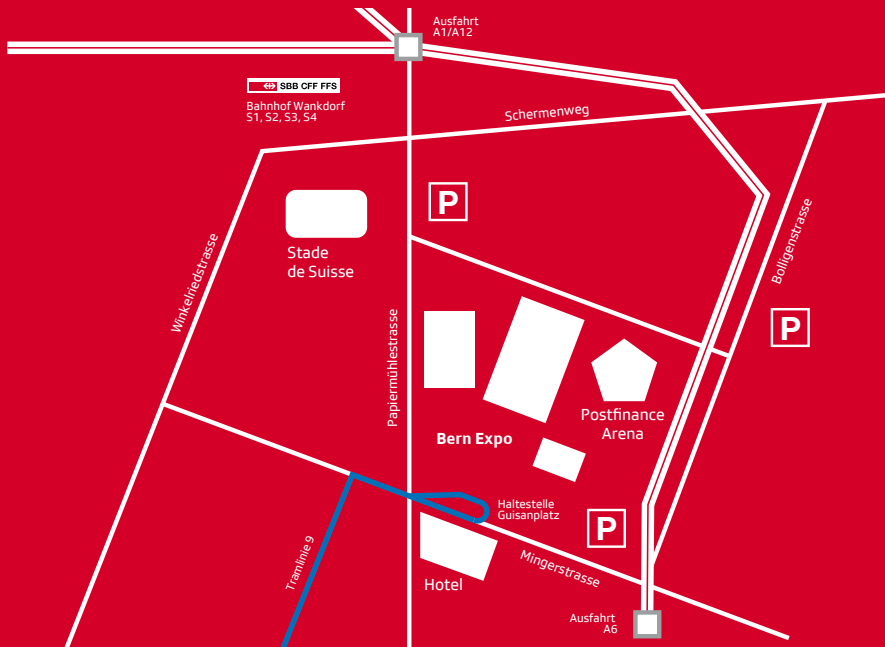 Ausfahrt
A1/A12
SBB CFF FFS
Bahnhof Wankdorf
S1, S2, S3, S4
Schermenweg
P
Stade
de Suisse
Winkelriedstrasse
Bolligenstrasse
P
Papiermühlestrasse
Postfinance
Arena
Bern Expo
Haltestelle
Guisanplatz
P
Tramlinie 9
Mingerstrasse
Hotel
Ausfahrt
A6